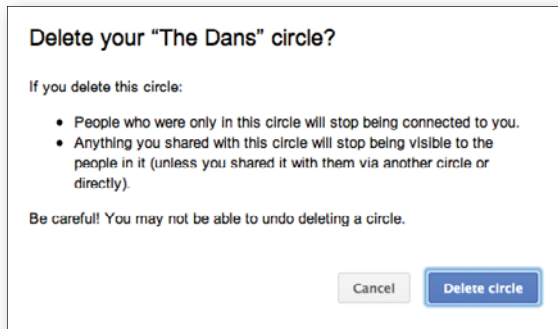 Delete your “The Dans” circle?
If you delete this circle:
• People who were only in this circle will stop being connected to you.
• Anything you shared with this circle will stop being visible to the
people in it (unless you shared it with them via another circle or
directly).
Be careful! You may not be able to undo deleting a circle.
Cancel
Delete circle